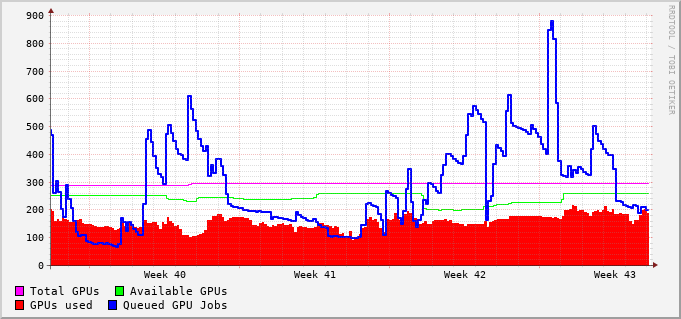 900
800
700
600
500
400
300
200
100
0
Week 40 Week 41 Week 42 Week 43
Total GPUs Available GPUs
GPUs used Queued GPU Jobs
RRDTOOL / TOBI OETIKER